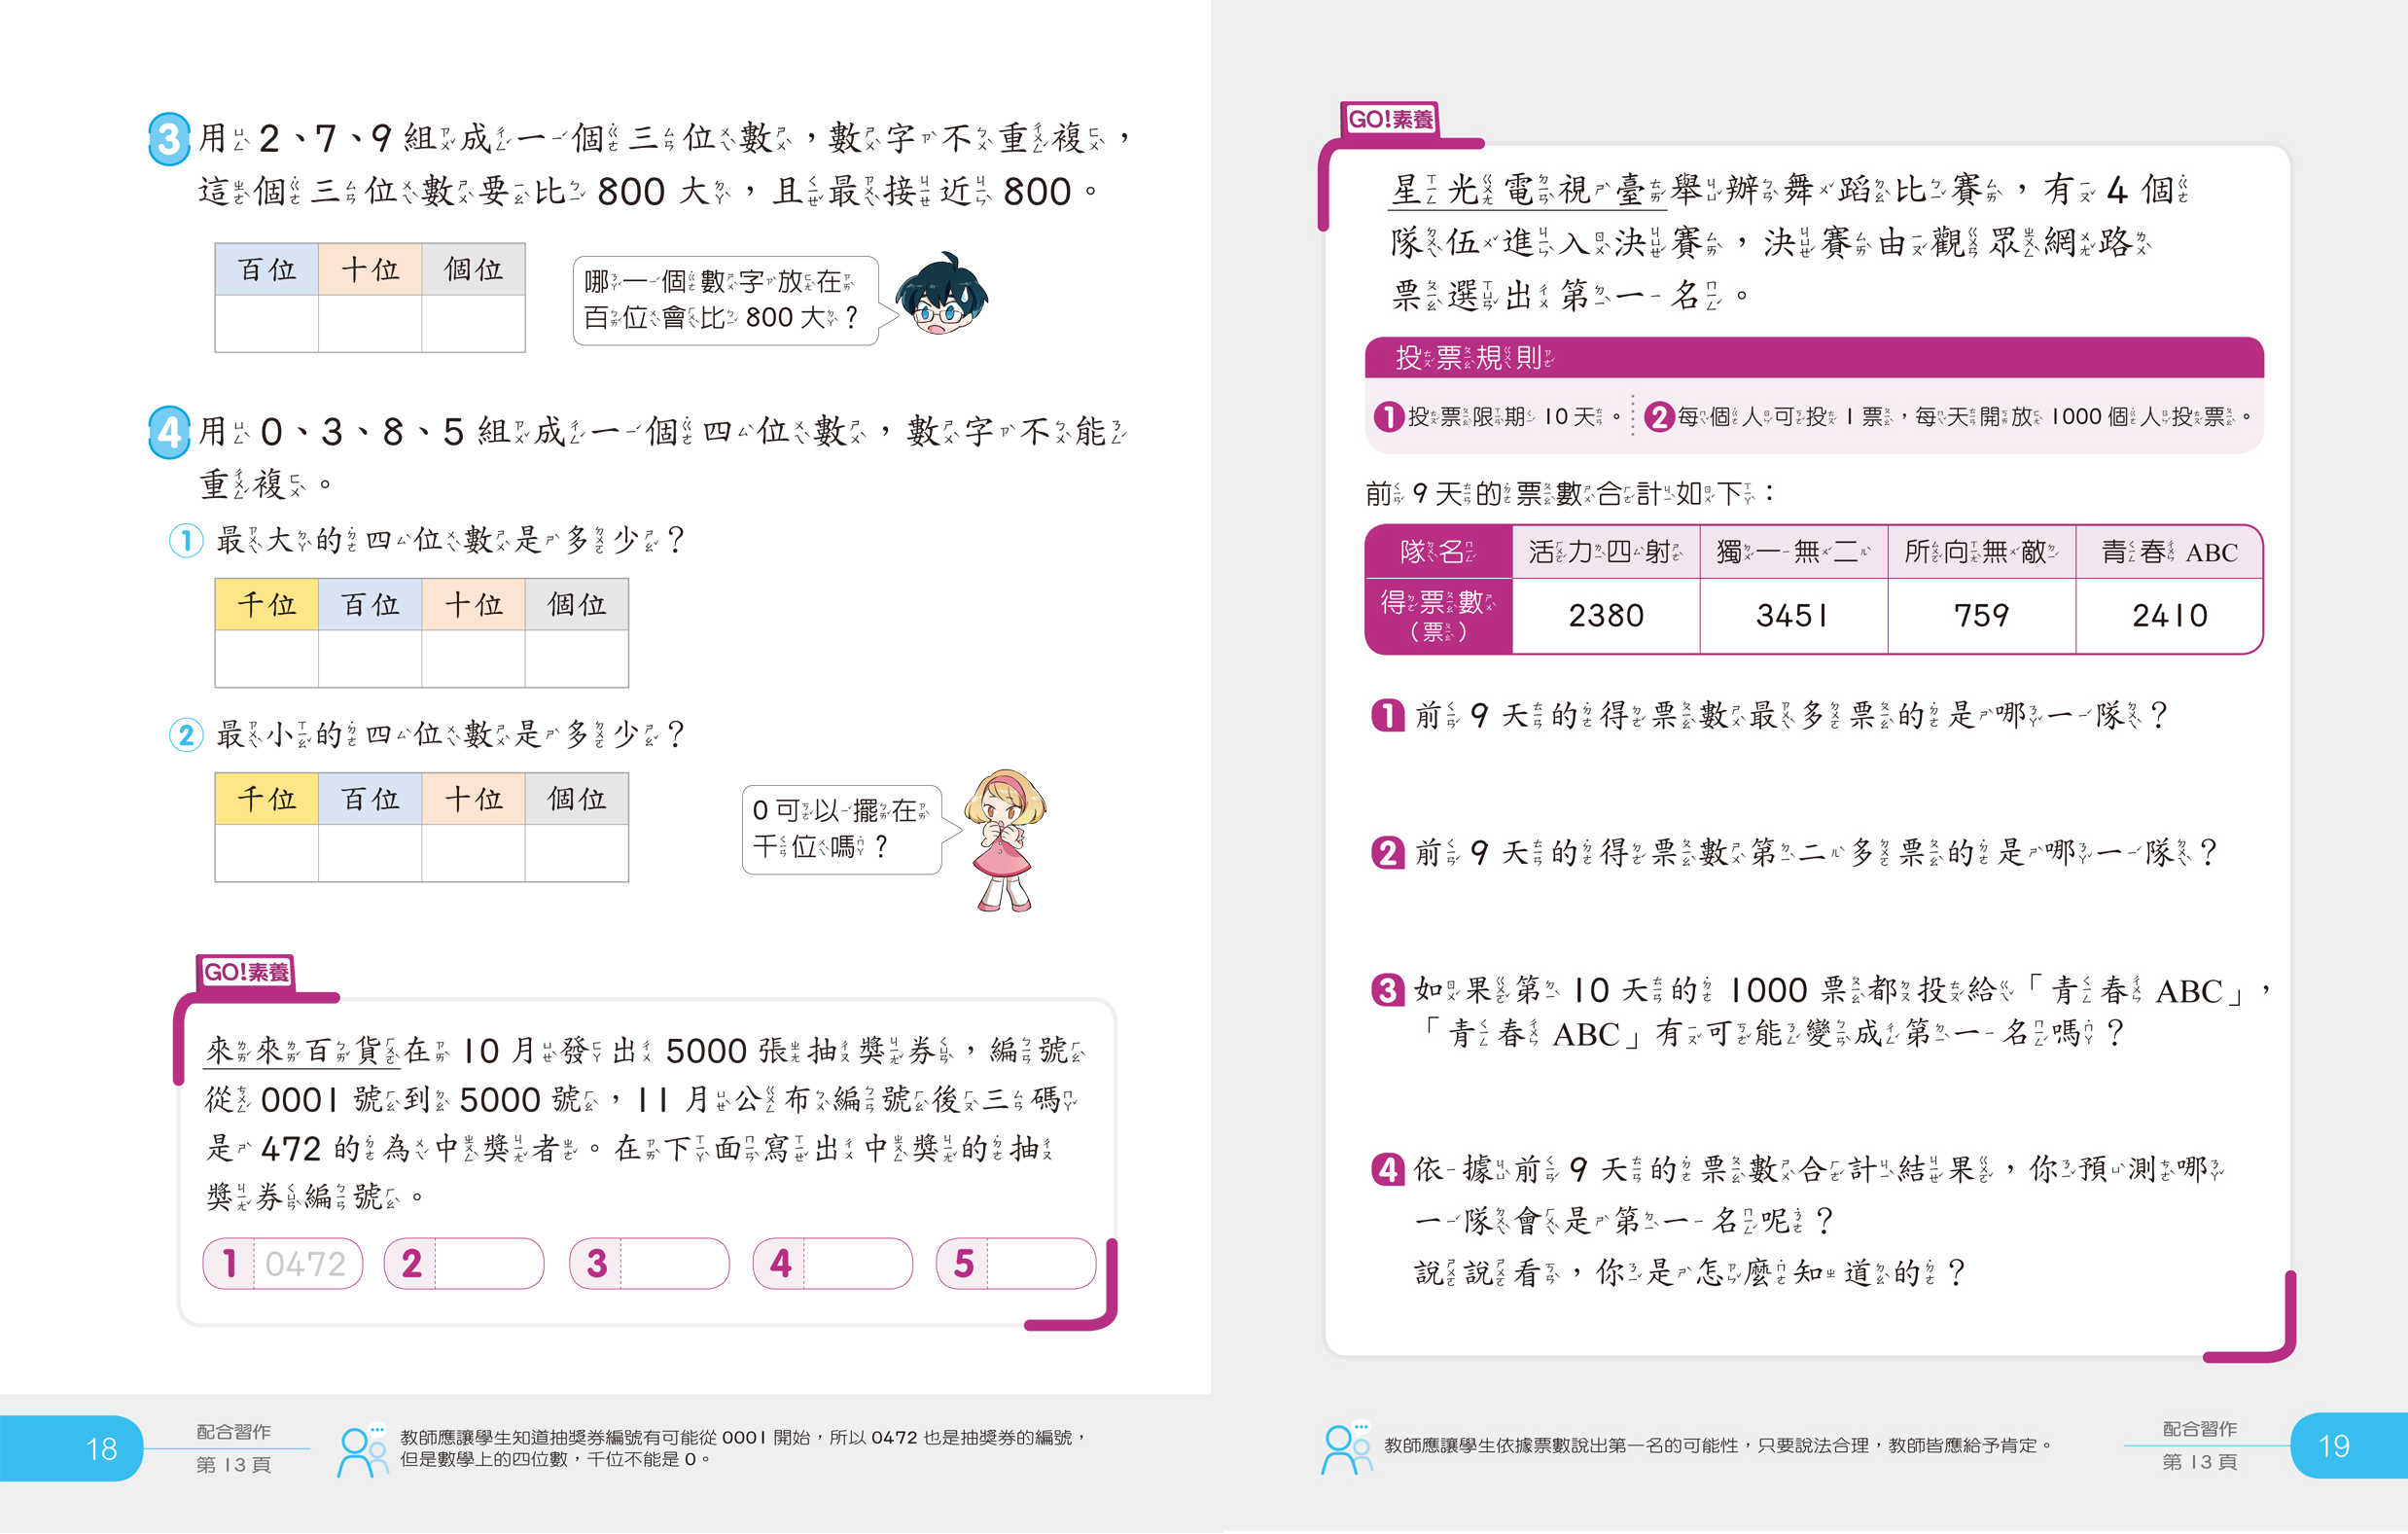 3 用 2、7、9 組成一個三位數，數字不重複，
這個三位數要比 800 大，且最接近 800。
百位 十位 個位
哪一個數字放在
百位會比 800 大？
4 用 0、3、8、5 組成一個四位數，數字不能
重複。
1 最大的四位數是多少？
千位 百位 十位 個位
2 最小的四位數是多少？
千位 百位 十位 個位
0 可以擺在
千位嗎？
GO!素養
來來百貨在 10 月發出 5000 張抽獎券，編號
從 0001 號到 5000 號，11 月公布編號後三碼
是 472 的為中獎者。在下面寫出中獎的抽
獎券編號。
1 0472 2 3 4 5
18
配合習作
第 13 頁
教師應讓學生知道抽獎券編號有可能從 0001 開始，所以 0472 也是抽獎券的編號，
但是數學上的四位數，千位不能是 0。
GO!素養
星光電視臺舉辦舞蹈比賽，有 4 個
隊伍進入決賽，決賽由觀眾網路
票選出第一名。
投票規則
1 投票限期 10 天。 2 每個人可投 1 票，每天開放 1000 個人投票。
前 9 天的票數合計如下：
隊名 活力四射 獨一無二 所向無敵 青春 ABC
得票數 2380 3451 759 2410
（票）
1 前 9 天的得票數最多票的是哪一隊？
2 前 9 天的得票數第二多票的是哪一隊？
3 如果第 10 天的 1000 票都投給「青春 ABC」，
「青春 ABC」有可能變成第一名嗎？
4 依據前 9 天的票數合計結果，你預測哪
一隊會是第一名呢？
說說看，你是怎麼知道的？
教師應讓學生依據票數說出第一名的可能性，只要說法合理，教師皆應給予肯定。
配合習作
第 13 頁
19